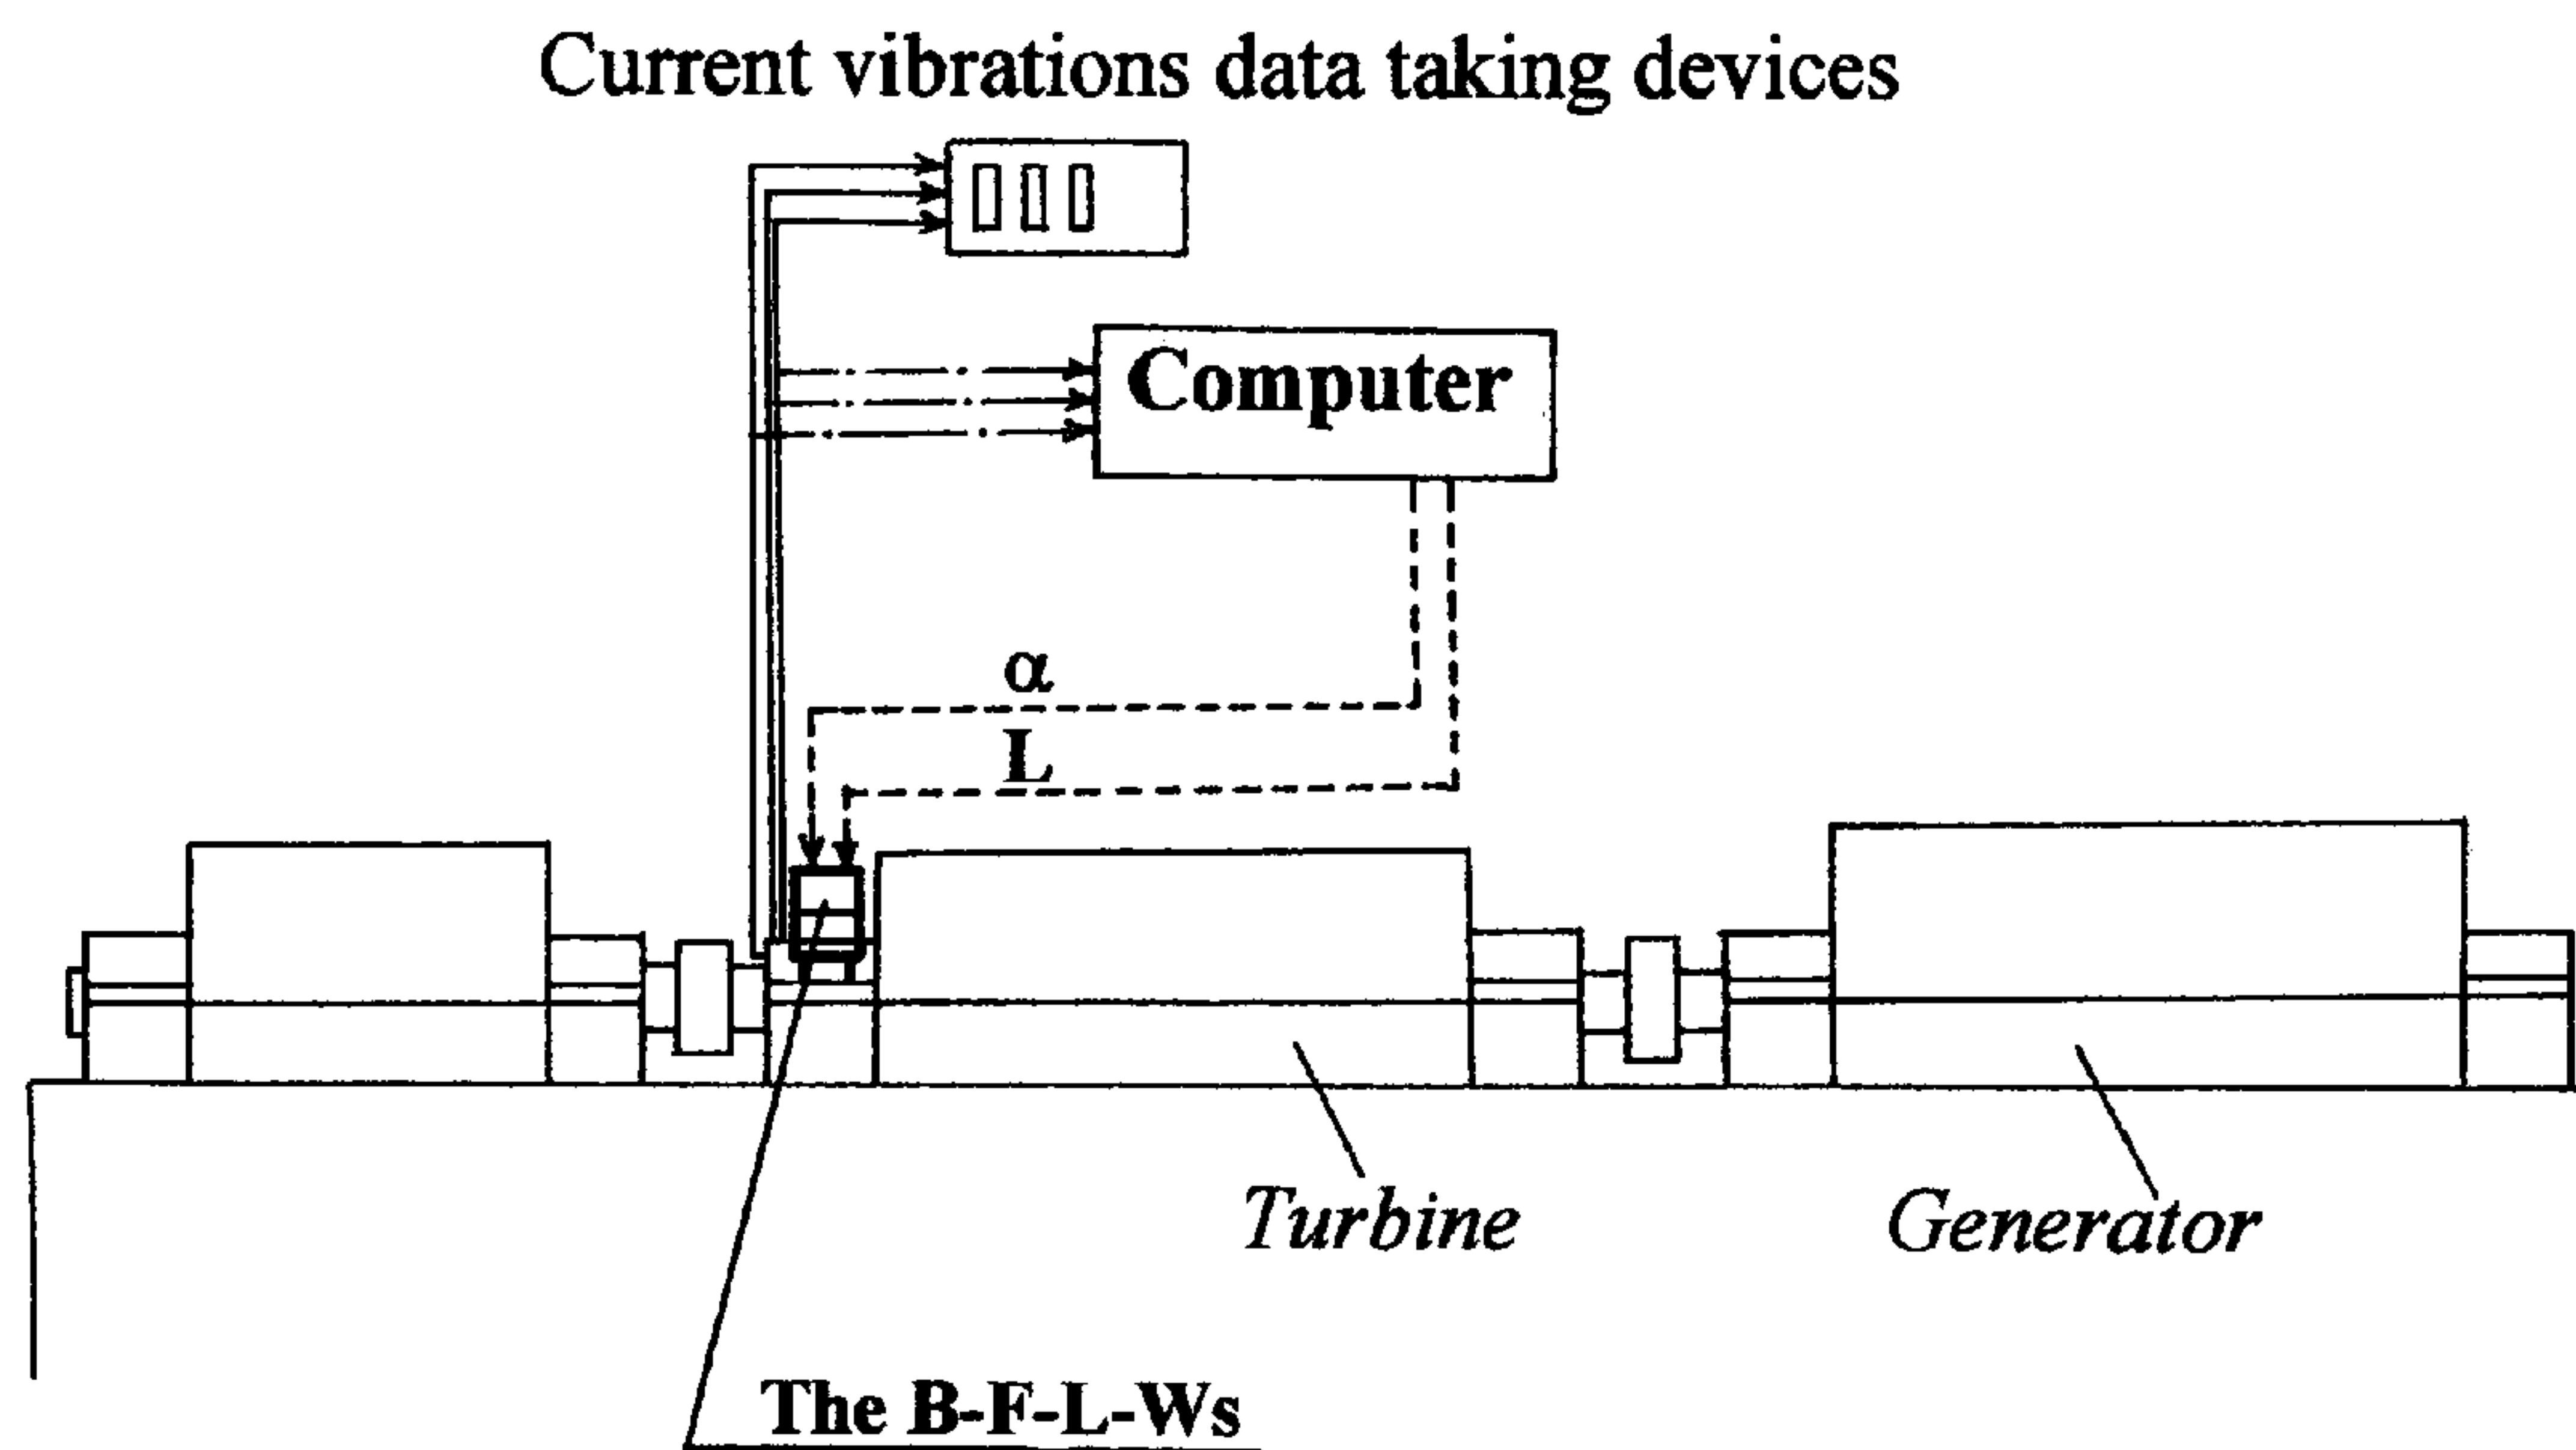 Current vibrations data taking devices
Computer
α
L
Turbine
Generator
The B-F-L-Ws